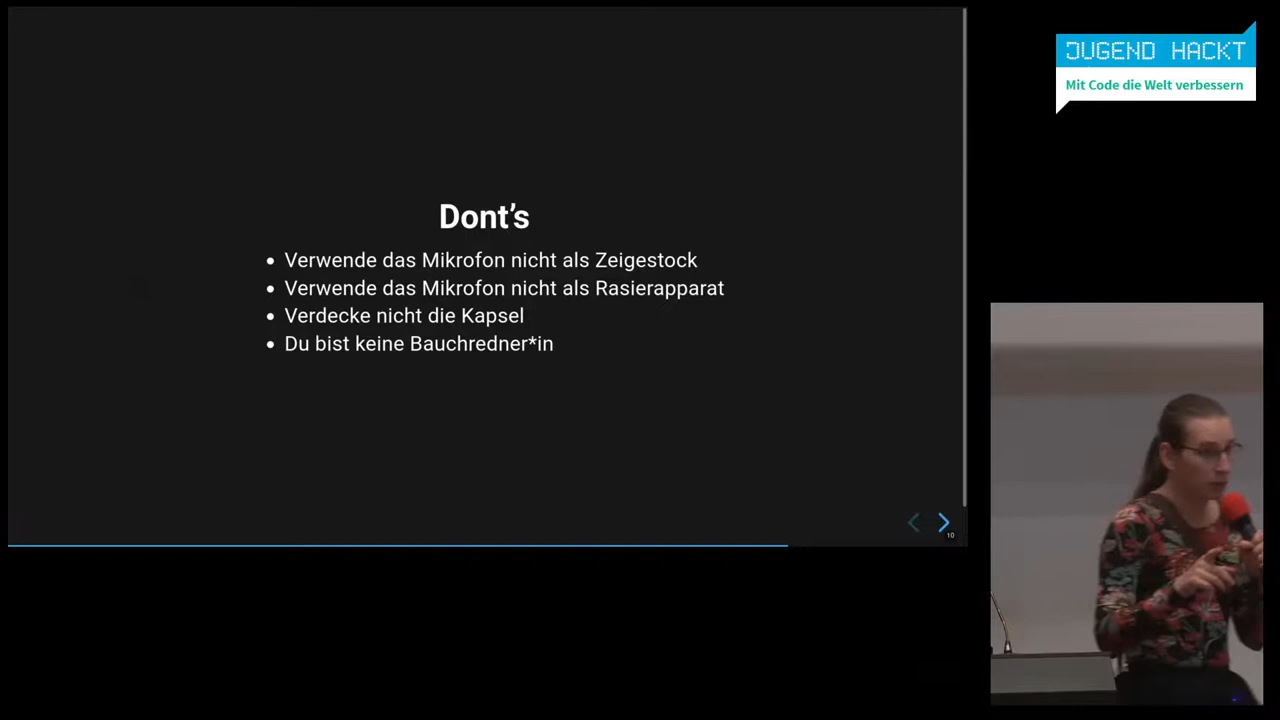 JUGEND HACKT
Mit Code die Welt verbessern
Dont’s
Verwende das Mikrofon nicht als Zeigestock
Verwende das Mikrofon nicht als Rasierapparat
Verdecke nicht die Kapsel
Du bist keine Bauchredner*in
10